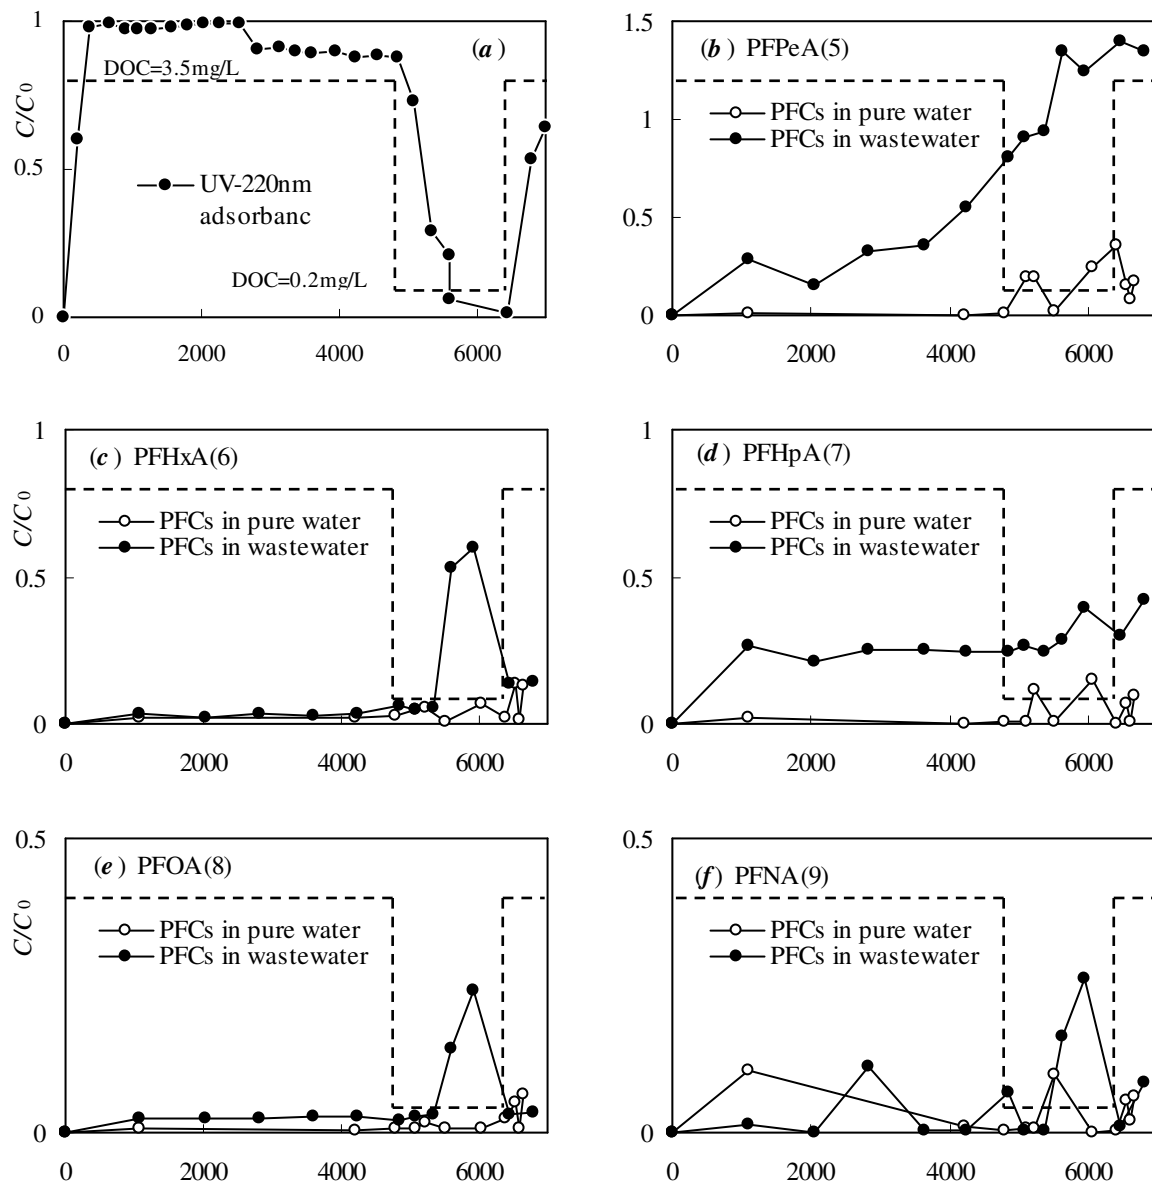 1
(a)
DOC=3.5mg/L
C/C0
0.5
UV-220nm
adsorbanc
DOC=0.2mg/L
0
0 2000 4000 6000
1.5
(b) PFPeA(5)
PFCs in pure water
PFCs in wastewater
1
0.5
0
0 2000 4000 6000
1
(c) PFHxA(6)
C/C0
PFCs in pure water
PFCs in wastewater
0.5
0
0 2000 4000 6000
1
(d) PFHpA(7)
PFCs in pure water
PFCs in wastewater
0.5
0
0 2000 4000 6000
0.5
(e) PFOA(8)
C/C0
PFCs in pure water
PFCs in wastewater
0
0 2000 4000 6000
0.5
(f) PFNA(9)
PFCs in pure water
PFCs in wastewater
0
0 2000 4000 6000